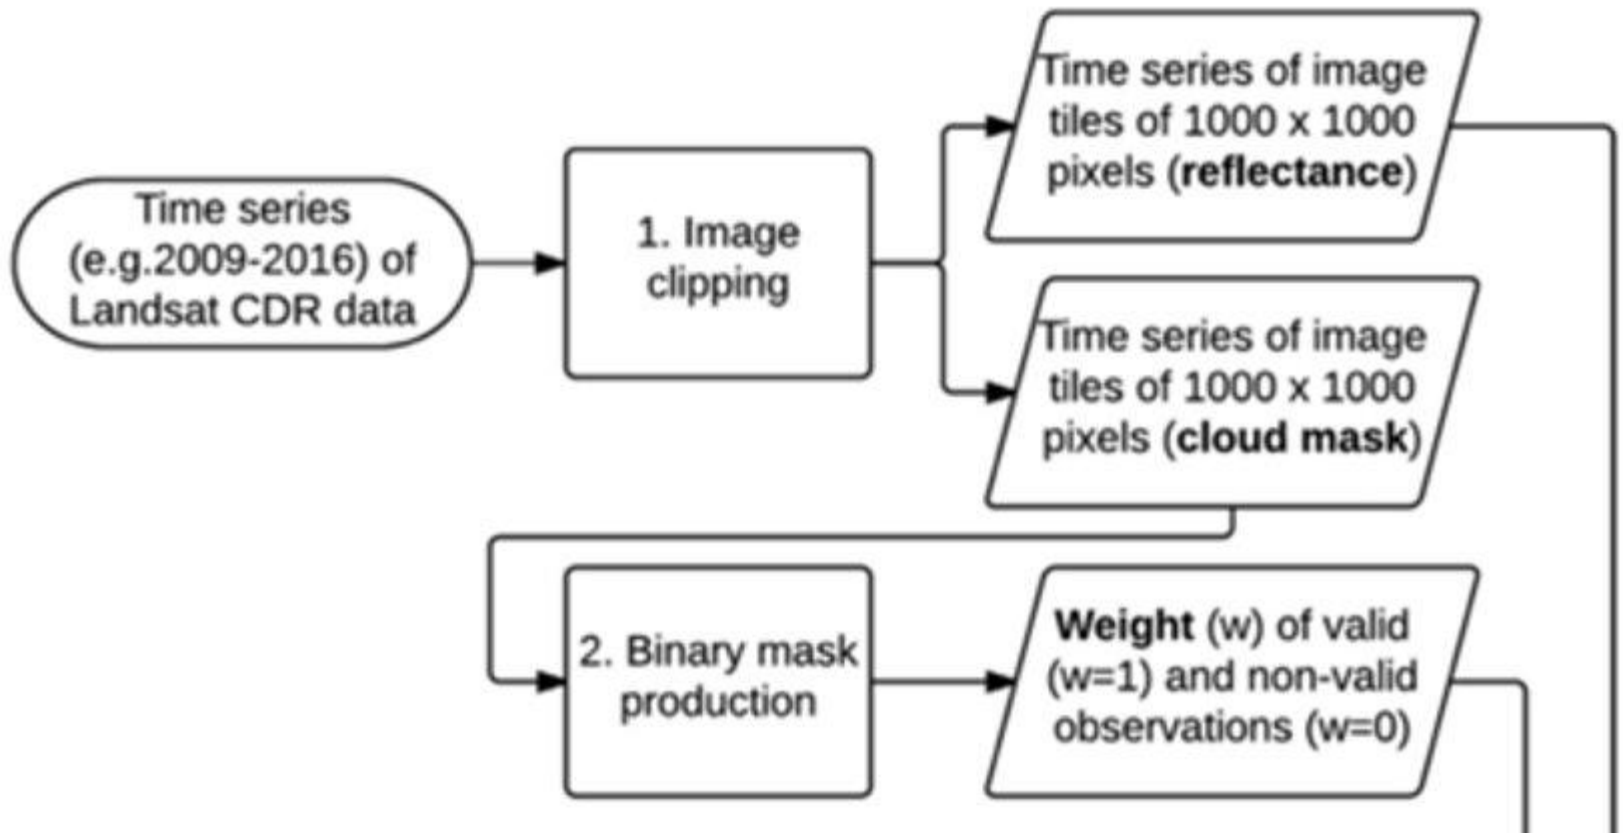 Time series
(e.g.2009-2016) of
Landsat CDR data
1. Image
clipping
Time series of image
tiles of 1000 x 1000
pixels (reflectance)
Time series of image
tiles of 1000 x 1000
pixels (cloud mask)
2. Binary mask
production
Weight (w) of valid
(w=1) and non-valid
observations (w=0)